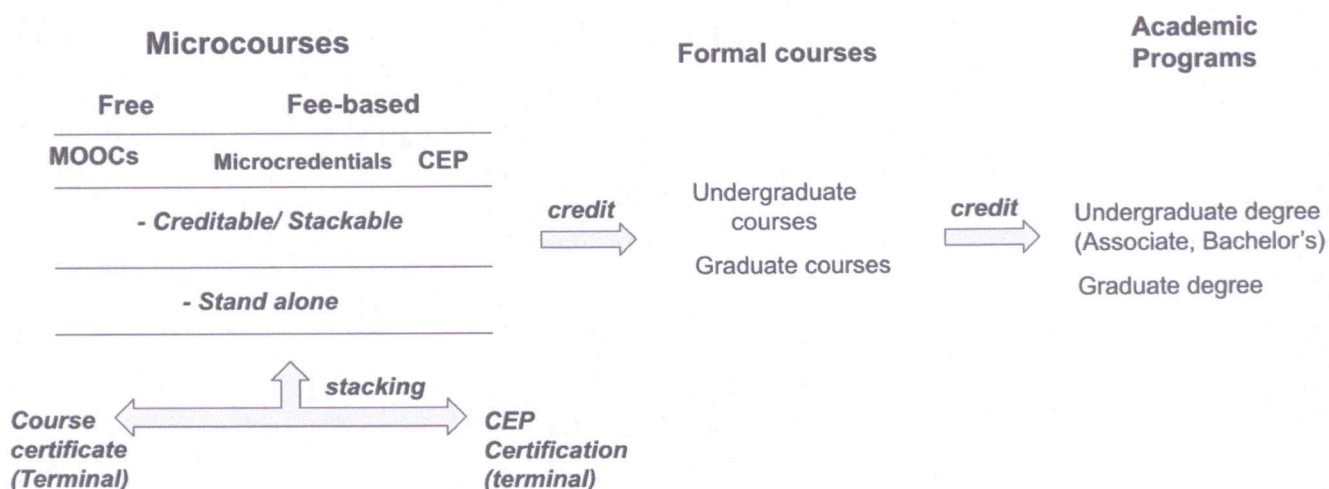 Microcourses
Free Fee-based
MOOCs Microcredentials CEP
- Creditable/ Stackable
- Stand alone
stacking
Course
certificate
(Terminal)
CEP
Certification
(terminal)
credit
Formal courses
Undergraduate
courses
Graduate courses
credit
Academic
Programs
Undergraduate degree
(Associate, Bachelor's)
Graduate degree